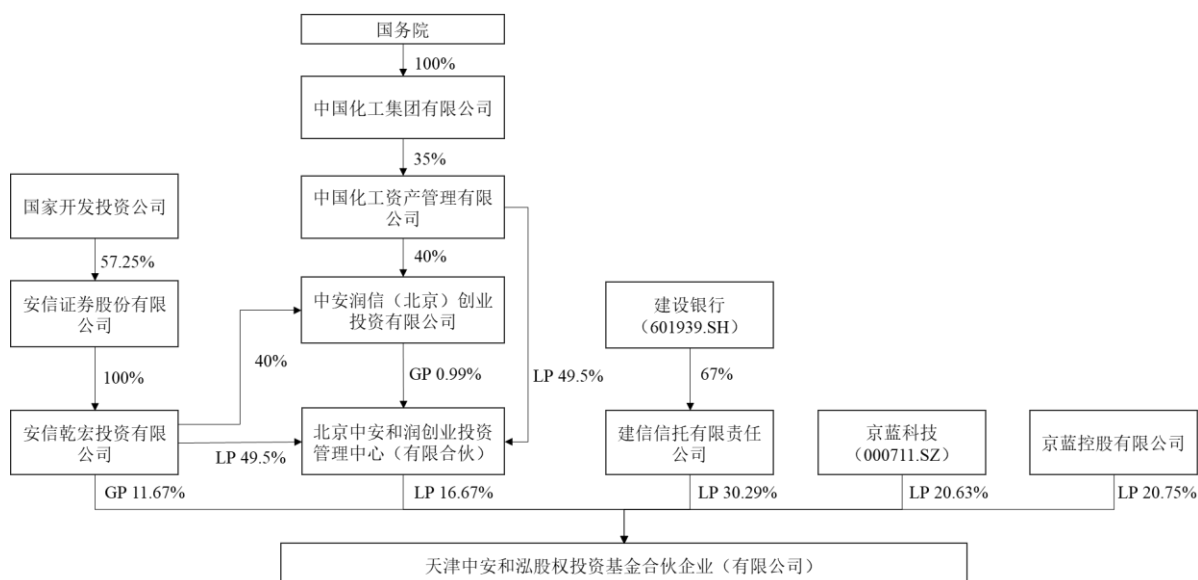 国务院
100%
中国化工集团有限公司
35%
国家开发投资公司
中国化工资产管理有限
公司
57.25%
40%
安信证券股份有限
公司
中安润信（北京）创业
投资有限公司
建设银行
（601939.SH）
100%
40%
GP 0.99%
LP 49.5%
67%
安信乾宏投资有限
公司
LP 49.5%
北京中安和润创业投资
管理中心（有限合伙）
建信信托有限责任
公司
京蓝科技
（000711.SZ）
京蓝控股有限公司
GP 11.67%
LP 16.67%
LP 30.29%
LP 20.63%
LP 20.75%
天津中安和泓股权投资基金合伙企业（有限公司）